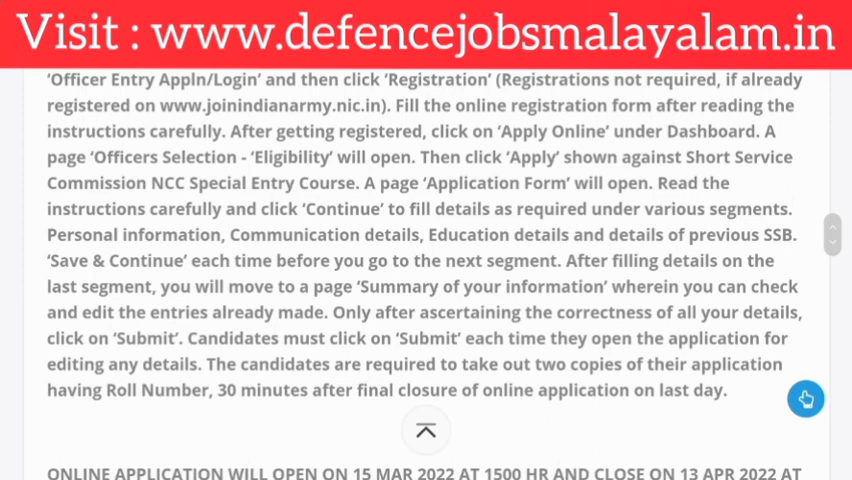 Visit : www.defencejobsmalayalam.in
‘Officer Entry Appln/Login’ and then click ‘Registration’ (Registrations not required, if already
registered on www.joinindianarmy.nic.in). Fill the online registration form after reading the
instructions carefully. After getting registered, click on ‘Apply Online’ under Dashboard. A
page ‘Officers Selection - ‘Eligibility’ will open. Then click ‘Apply’ shown against Short Service
Commission NCC Special Entry Course. A page ‘Application Form’ will open. Read the
instructions carefully and click ‘Continue’ to fill details as required under various segments.
Personal information, Communication details, Education details and details of previous SSB.
‘Save & Continue’ each time before you go to the next segment. After filling details on the
last segment, you will move to a page ‘Summary of your information’ wherein you can check
and edit the entries already made. Only after ascertaining the correctness of all your details,
click on ‘Submit’. Candidates must click on ‘Submit’ each time they open the application for
editing any details. The candidates are required to take out two copies of their application
having Roll Number, 30 minutes after final closure of online application on last day.
ONLINE APPLICATION WILL OPEN ON 15 MAR 2022 AT 1500 HR AND CLOSE ON 13 APR 2022 AT